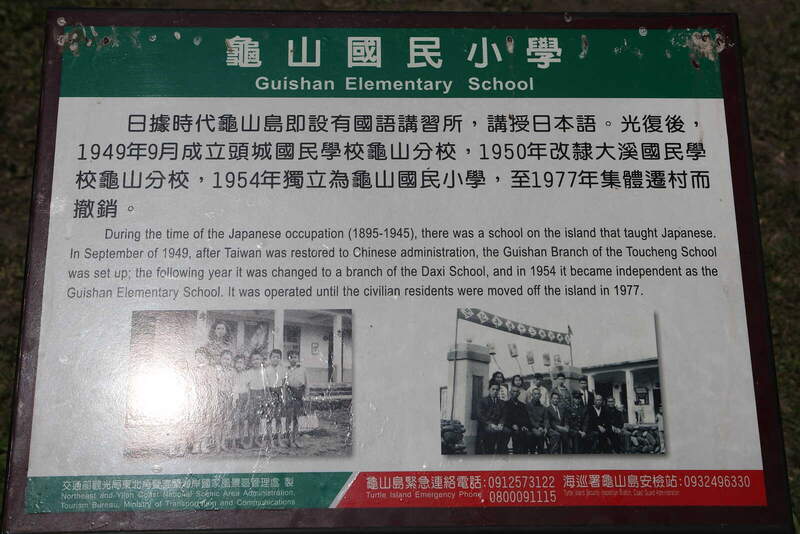 龜山國民小學
Guishan Elementary School
日據時代龜山島即設有國語講習所，講授日本語。光復後，
1949年9月成立頭城國民學校龜山分校，1950年改隸大溪國民學
校龜山分校，1954年獨立為龜山國民小學，至1977年集體遷村而
撤銷。
During the time of the Japanese occupation (1895-1945), there was a school on the island that taught Japanese.
In September of 1949, after Taiwan was restored to Chinese administration, the Guishan Branch of the Toucheng School
was set up; the following year it was changed to a branch of the Daxi School, and in 1954 it became independent as the
Guishan Elementary School. It was operated until the civilian residents were moved off the island in 1977.
交通部觀光局東北角暨宜蘭海岸國家風景區管理處 製
Northeast and Yilan Coast National Scenic Area Administration,
Tourism Bureau, Ministry of Transportation and Communications
龜山島緊急連絡電話:0912573122
Turtle Island Emergency Phone 0800091115
海巡署龜山島安檢站:0932496330
Turtle Island Security Inspection Station, Coast Guard Administration